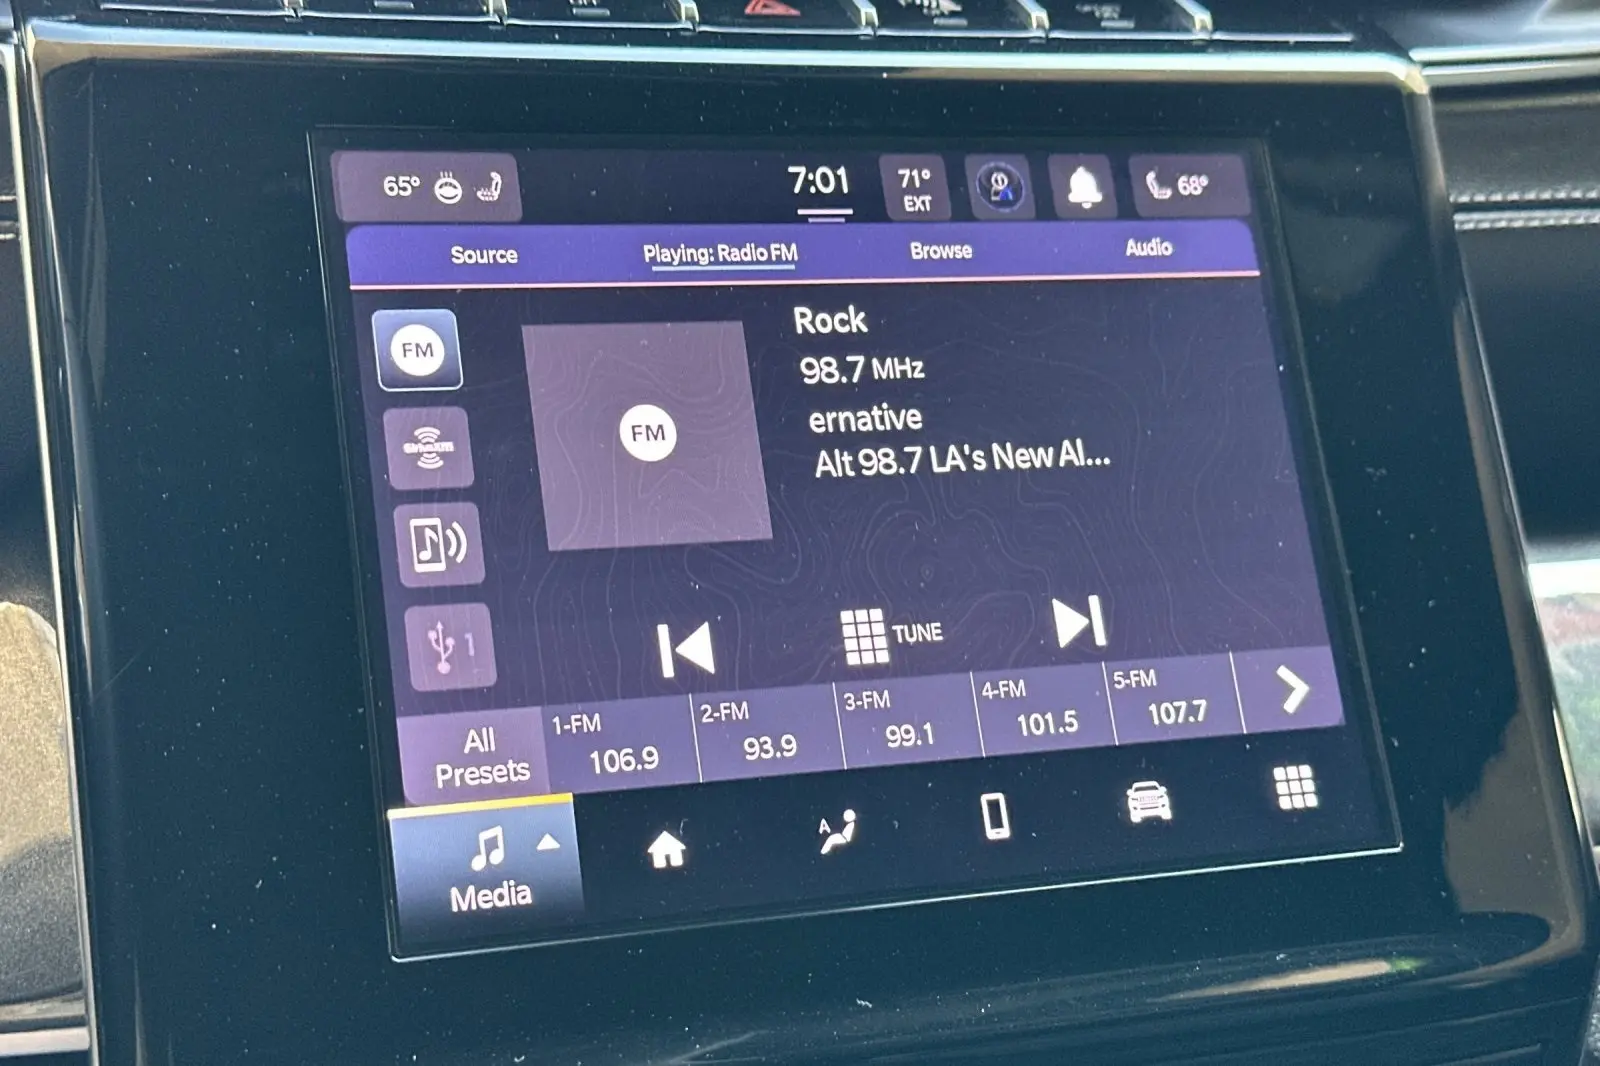 65°
7:01
71°
EXT
68°
Source
Playing: Radio FM
Browse
Audio
FM
SiriusXM
1
FM
Rock
98.7 MHz
ernative
Alt 98.7 LA's New Al...
TUNE
All
Presets
1-FM
106.9
2-FM
93.9
3-FM
99.1
4-FM
101.5
5-FM
107.7
Media
A